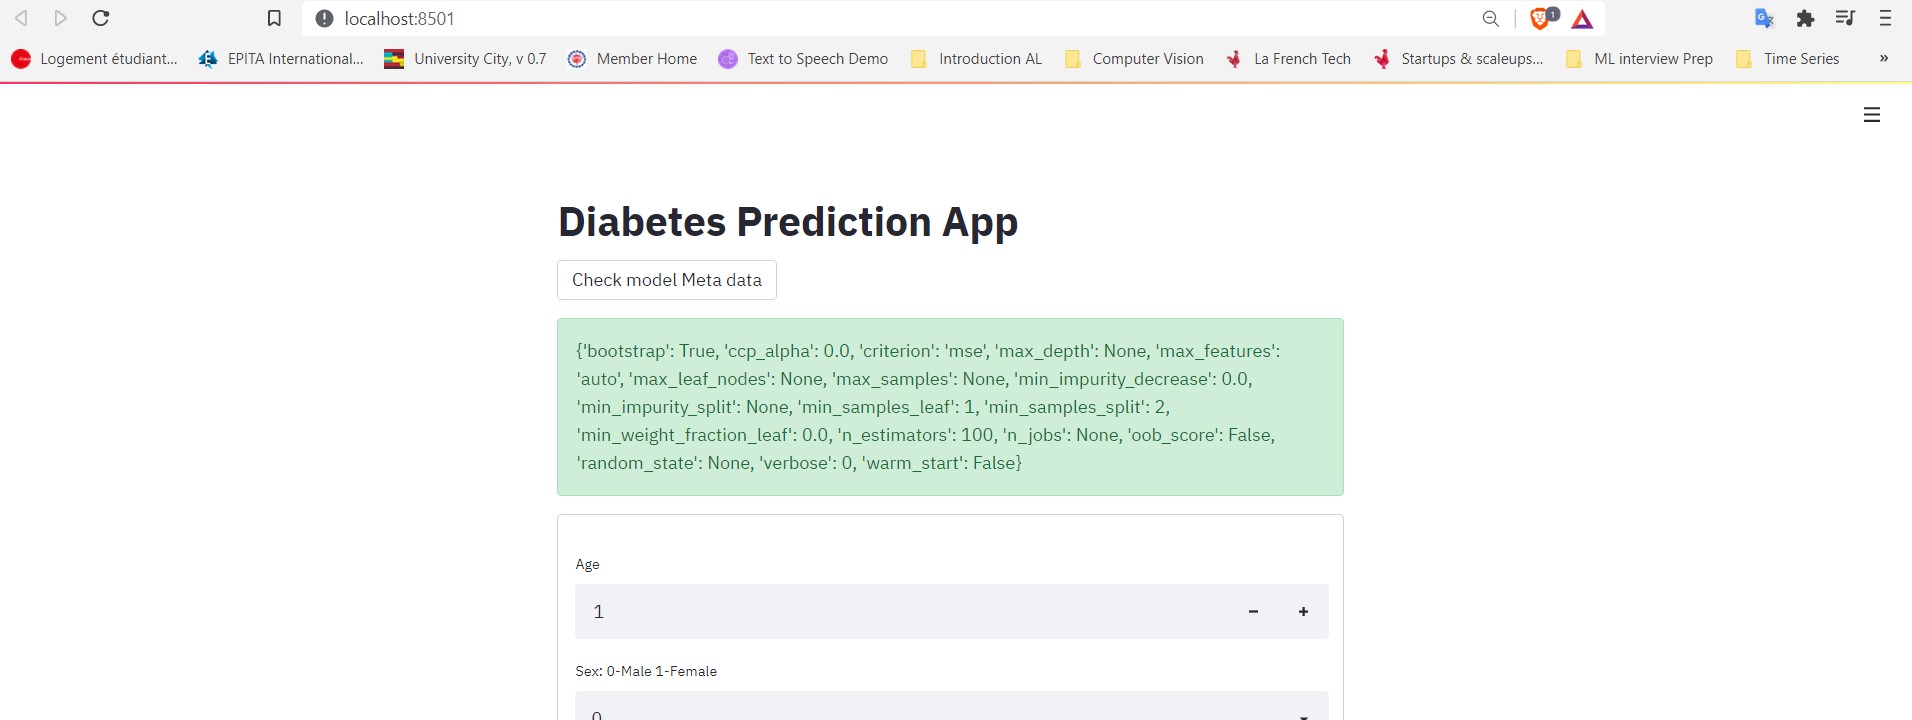 localhost:8501
1
Logement étudiant... EPITA International... University City, v 0.7 Member Home Text to Speech Demo Introduction AL Computer Vision La French Tech Startups & scaleups... ML interview Prep Time Series »
Diabetes Prediction App
Check model Meta data
{'bootstrap': True, 'ccp_alpha': 0.0, 'criterion': 'mse', 'max_depth': None, 'max_features':
'auto', 'max_leaf_nodes': None, 'max_samples': None, 'min_impurity_decrease': 0.0,
'min_impurity_split': None, 'min_samples_leaf': 1, 'min_samples_split': 2,
'min_weight_fraction_leaf': 0.0, 'n_estimators': 100, 'n_jobs': None, 'oob_score': False,
'random_state': None, 'verbose': 0, 'warm_start': False}
Age
1 - +
Sex: 0-Male 1-Female
0